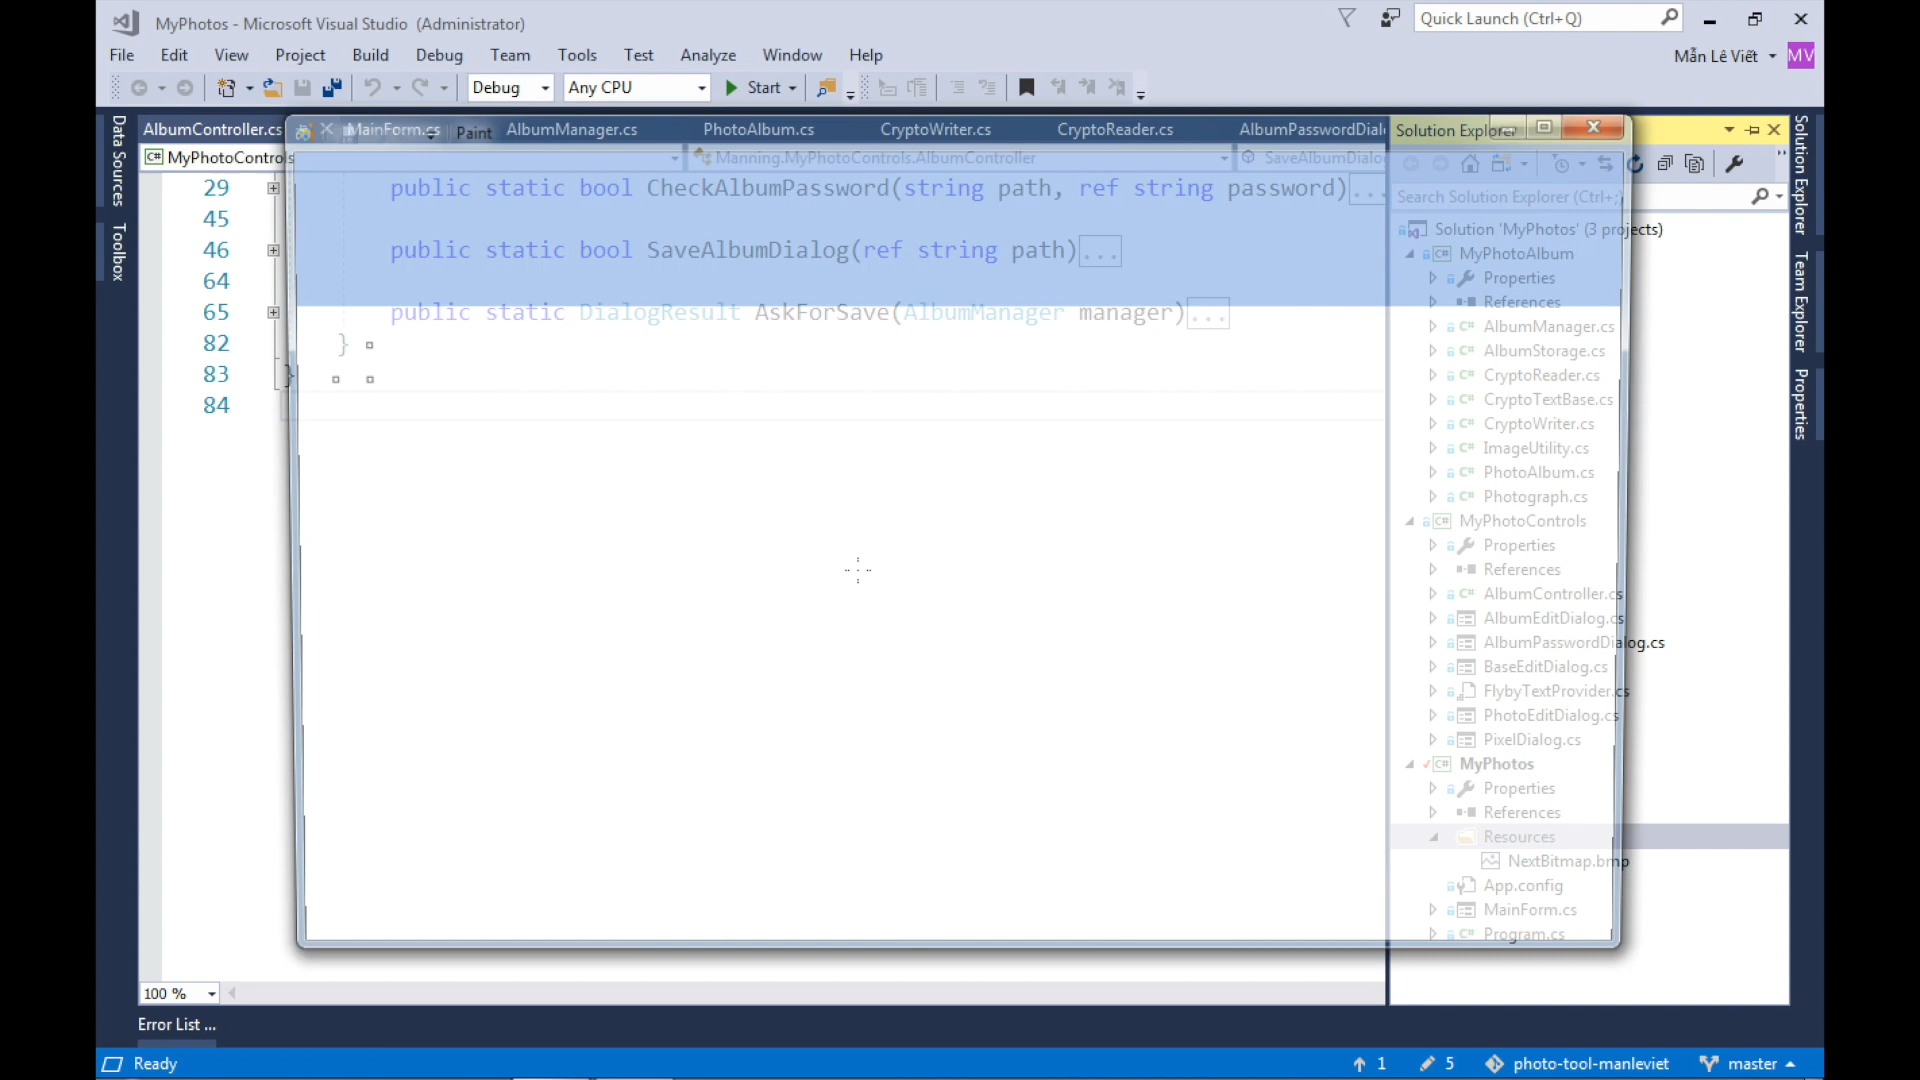 MyPhotos - Microsoft Visual Studio (Administrator)
Quick Launch (Ctrl+Q)
File Edit View Project Build Debug Team Tools Test Analyze Window Help
Mẫn Lê Viết
MV
Debug Any CPU Start
Data Sources
Toolbox
AlbumController.cs MainForm.cs Paint AlbumManager.cs PhotoAlbum.cs CryptoWriter.cs CryptoReader.cs AlbumPasswordDial
MyPhotoControls Manning.MyPhotoControls.AlbumController SaveAlbumDialo
29 public static bool CheckAlbumPassword(string path, ref string password)...
45
46 public static bool SaveAlbumDialog(ref string path)...
64
65 public static DialogResult AskForSave(AlbumManager manager)...
82 }
83 }
84
100 %
Error List ...
Solution Explorer
Search Solution Explorer (Ctrl+;)
Solution 'MyPhotos' (3 projects)
MyPhotoAlbum
Properties
References
AlbumManager.cs
AlbumStorage.cs
CryptoReader.cs
CryptoTextBase.cs
CryptoWriter.cs
ImageUtility.cs
PhotoAlbum.cs
Photograph.cs
MyPhotoControls
Properties
References
AlbumController.cs
AlbumEditDialog.cs
AlbumPasswordDialog.cs
BaseEditDialog.cs
FlybyTextProvider.cs
PhotoEditDialog.cs
PixelDialog.cs
MyPhotos
Properties
References
Resources
NextBitmap.bmp
App.config
MainForm.cs
Program.cs
Solution Explorer
Team Explorer
Properties
Ready
1 5 photo-tool-manleviet master